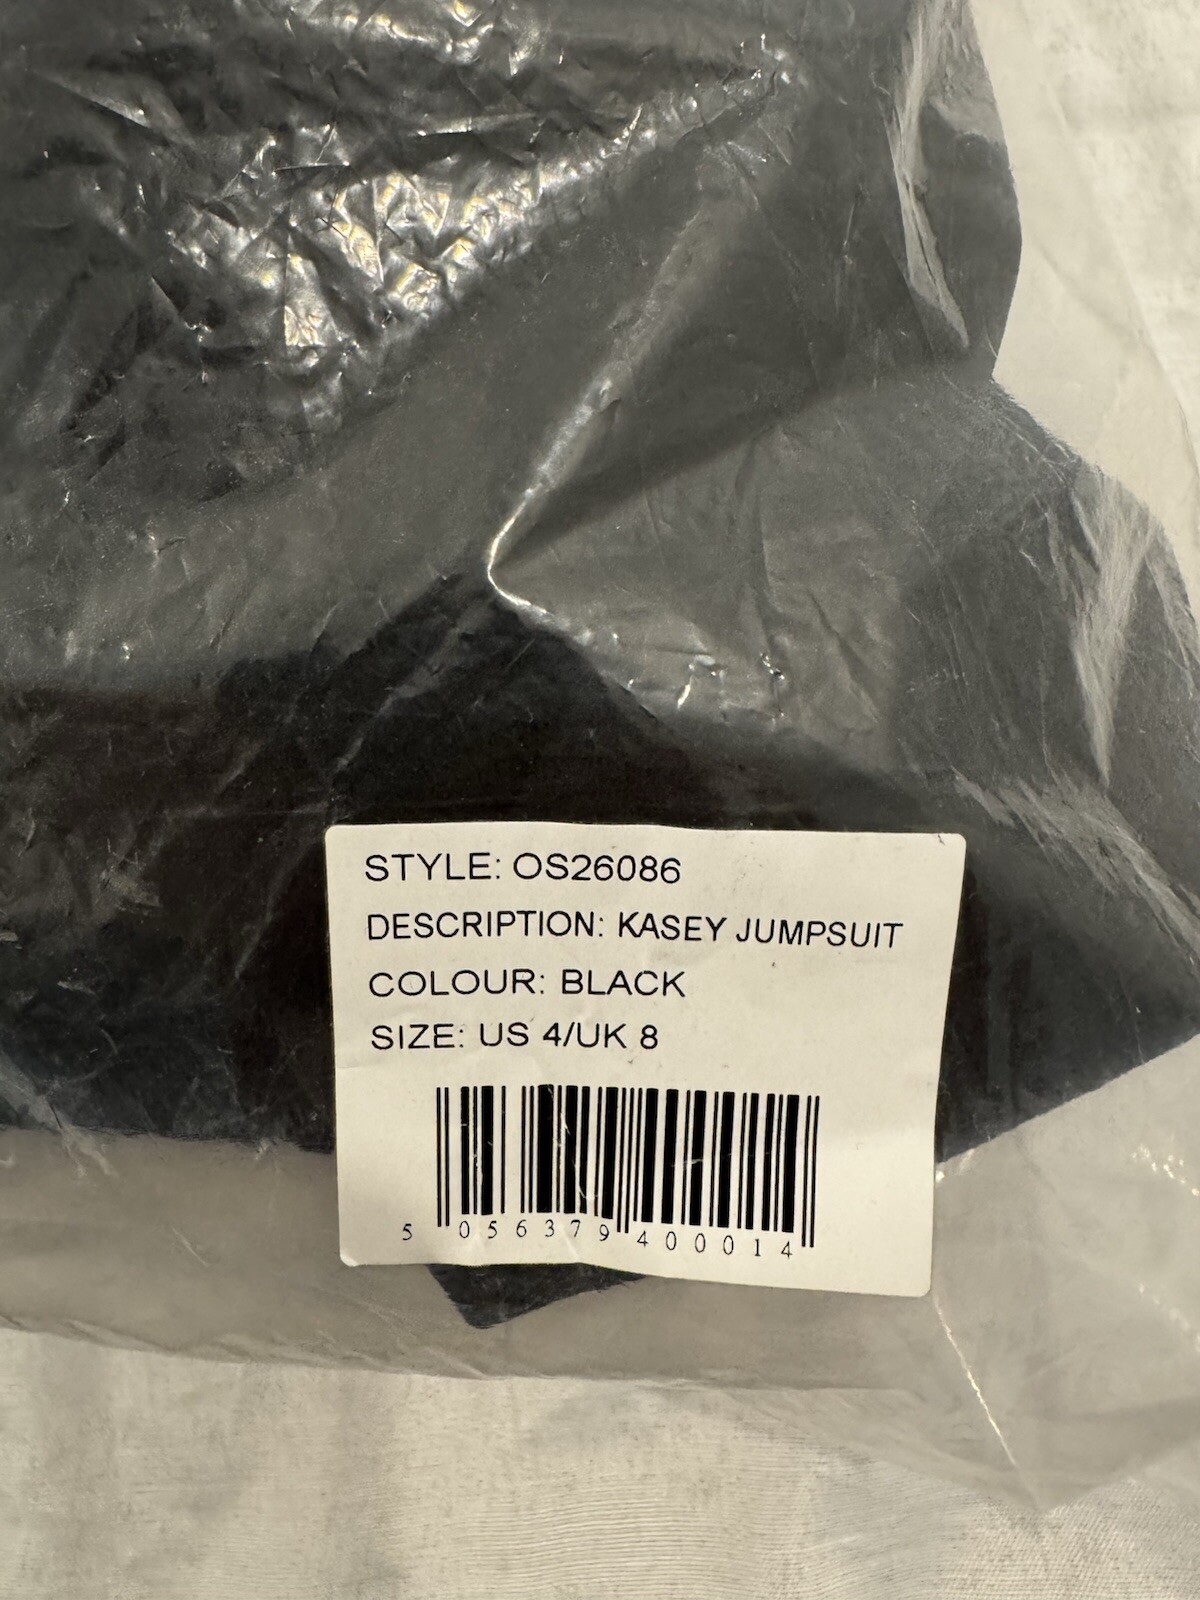 STYLE: OS26086
DESCRIPTION: KASEY JUMPSUIT
COLOUR: BLACK
SIZE: US 4/UK 8
5 056379 400014